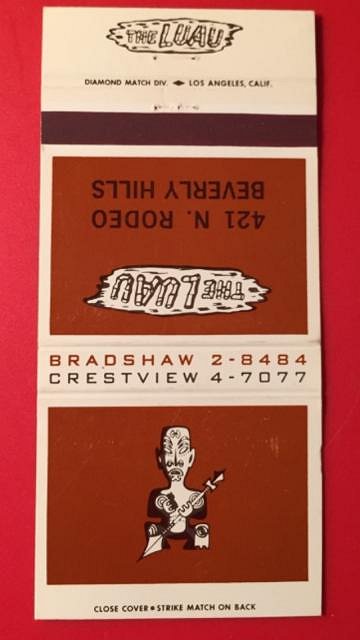 THE LUAU
DIAMOND MATCH DIV. LOS ANGELES, CALIF.
BEVERLY HILLS
421 N. RODEO
THE LUAU
BRADSHAW 2-8484
CRESTVIEW 4-7077
CLOSE COVER • STRIKE MATCH ON BACK